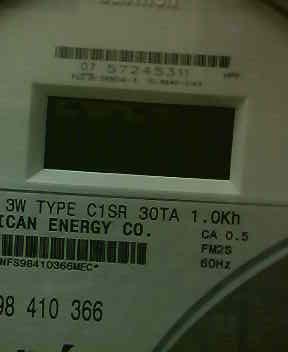 07 57245311
3W TYPE C1SR 30TA 1.0Kh
ICAN ENERGY CO.
CA 0.5
FM2S
60Hz
NFS98410366MEC*
98 410 366